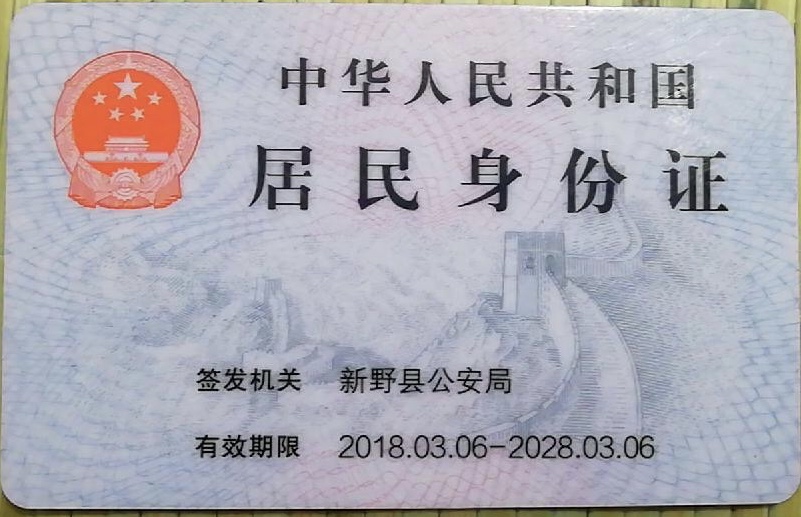 中华人民共和国
居民身份证
签发机关 新野县公安局
有效期限 2018.03.06-2028.03.06